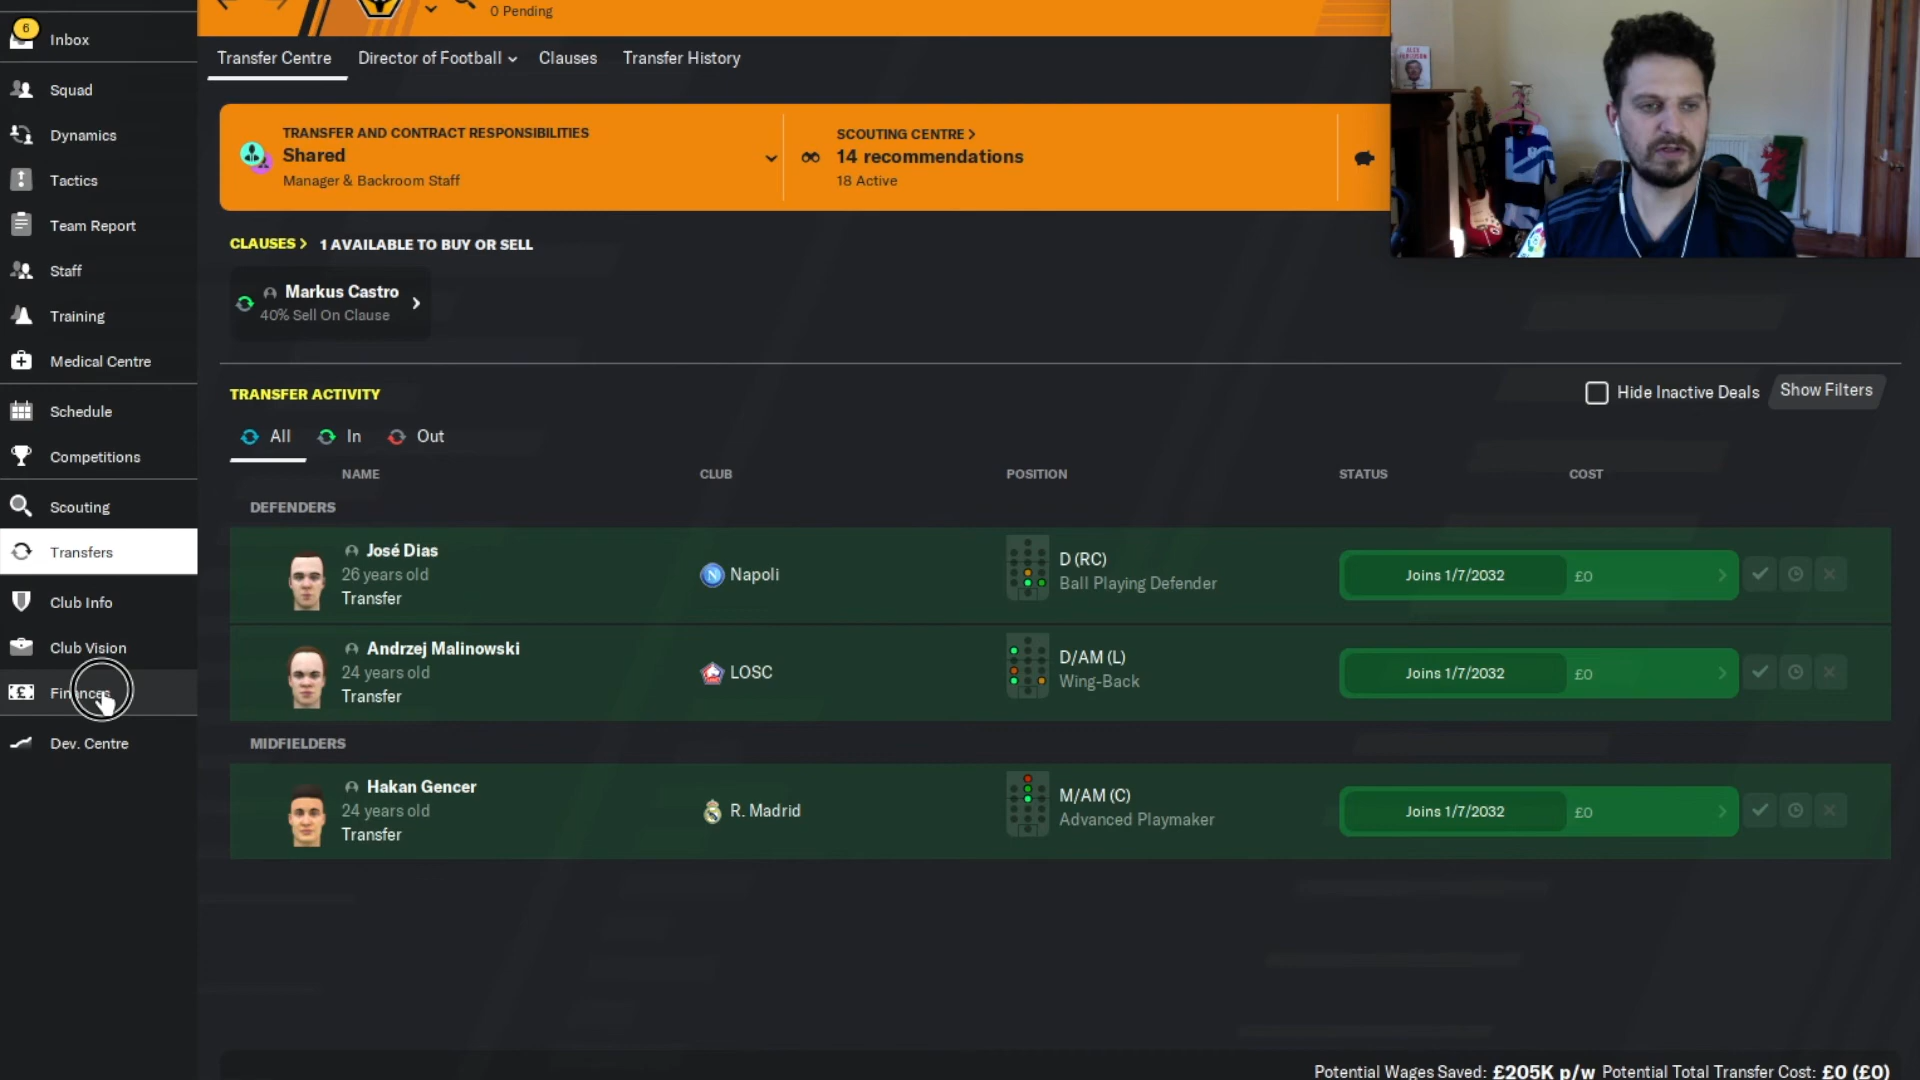 0 Pending
6
Inbox
Squad
Dynamics
Tactics
Team Report
Staff
Training
Medical Centre
Schedule
Competitions
Scouting
Transfers
Club Info
Club Vision
Finances
Dev. Centre
Transfer Centre Director of Football Clauses Transfer History
TRANSFER AND CONTRACT RESPONSIBILITIES
Shared
Manager & Backroom Staff
SCOUTING CENTRE >
14 recommendations
18 Active
CLAUSES > 1 AVAILABLE TO BUY OR SELL
Markus Castro
40% Sell On Clause
TRANSFER ACTIVITY
Hide Inactive Deals Show Filters
All In Out
NAME CLUB POSITION STATUS COST
DEFENDERS
José Dias
26 years old
Transfer
Napoli
D (RC)
Ball Playing Defender
Joins 1/7/2032 £0
Andrzej Malinowski
24 years old
Transfer
LOSC
D/AM (L)
Wing-Back
Joins 1/7/2032 £0
MIDFIELDERS
Hakan Gencer
24 years old
Transfer
R. Madrid
M/AM (C)
Advanced Playmaker
Joins 1/7/2032 £0
Potential Wages Saved: £205K p/w Potential Total Transfer Cost: £0 (£0)